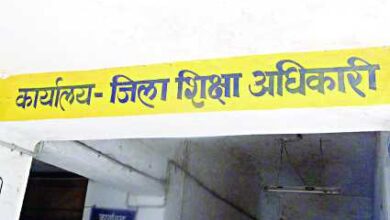 कार्यालय- जिला शिक्षा अधिकारी